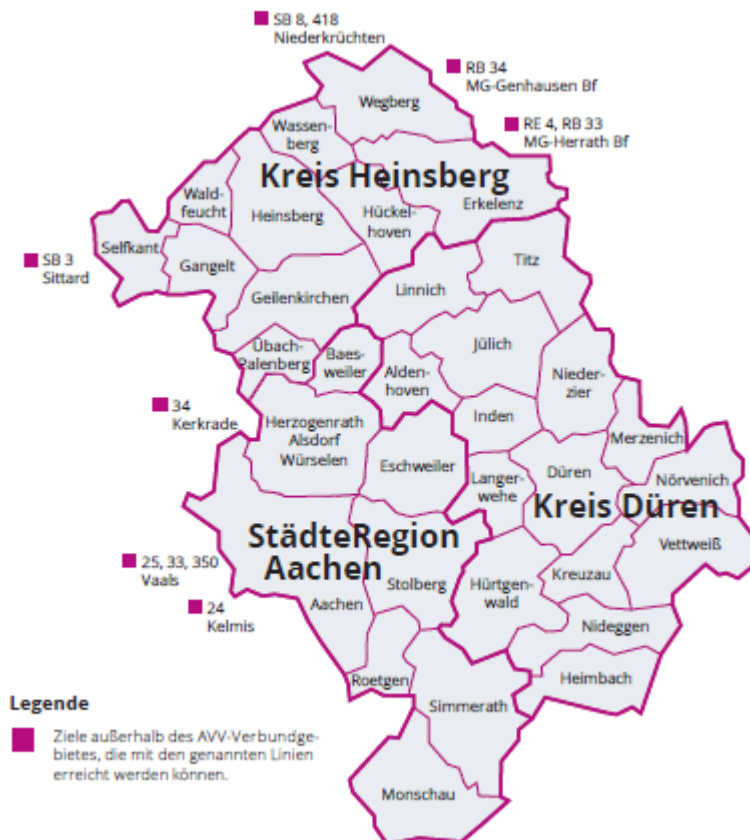 SB 8, 418
Niederkrüchten
RB 34
MG-Genhausen Bf
Wegberg
RE 4, RB 33
MG-Herrath Bf
Wassen-
berg
Kreis Heinsberg
Wald-
feucht
Heinsberg
Hückel-
hoven
Erkelenz
Selfkant
SB 3
Sittard
Gangelt
Titz
Geilenkirchen
Linnich
Übach-
Palenberg
Baes-
weiler
Jülich
Alden-
hoven
Nieder-
zier
34
Kerkrade
Herzogenrath
Alsdorf
Würselen
Inden
Merzenich
Eschweiler
Langer-
wehe
Düren
Nörvenich
Kreis Düren
StädteRegion
Aachen
Vettweiß
25, 33, 350
Vaals
Stolberg
Hürtgen-
wald
Kreuzau
24
Kelmis
Aachen
Nideggen
Roetgen
Heimbach
Simmerath
Monschau
Legende
Ziele außerhalb des AVV-Verbundge-
bietes, die mit den genannten Linien
erreicht werden können.